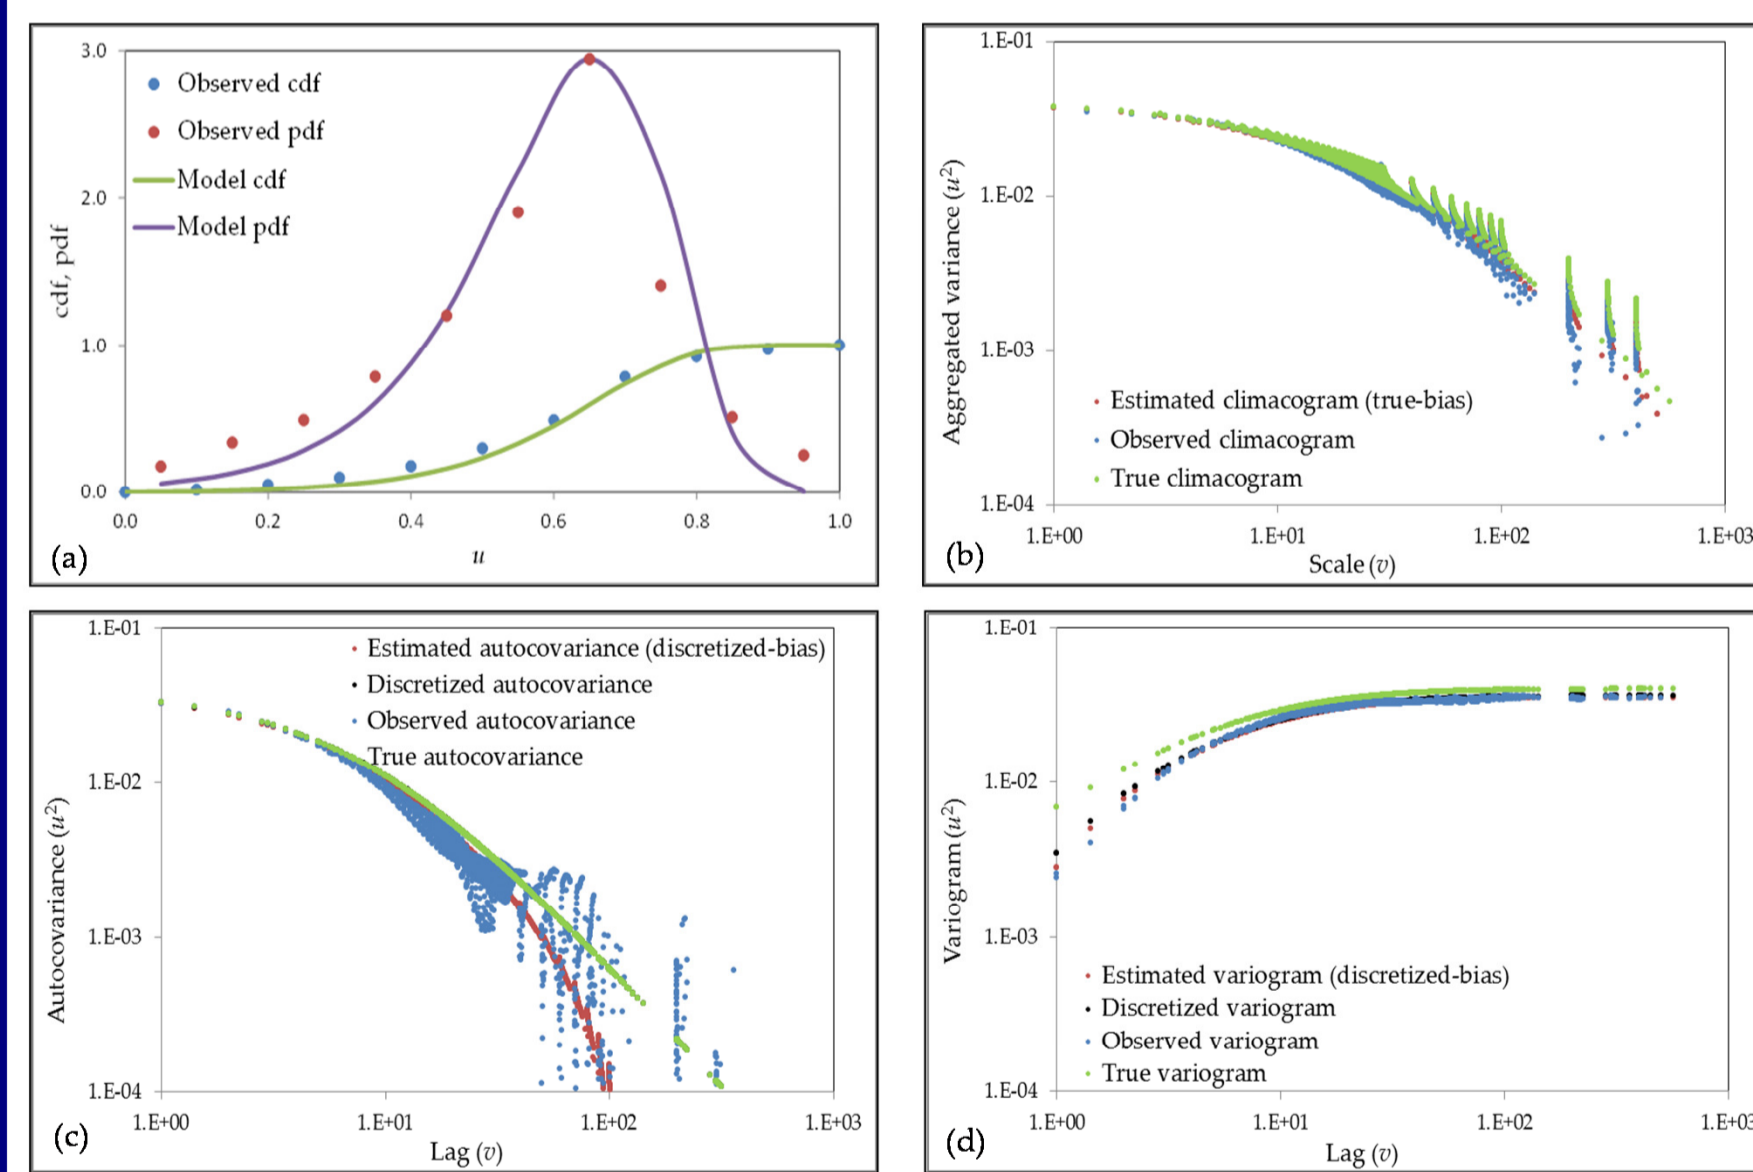 3.0
2.0
1.0
0.0
cdf, pdf
Observed cdf
Observed pdf
Model cdf
Model pdf
0.0 0.2 0.4 0.6 0.8 1.0
u
(a)
1.E-01
1.E-02
1.E-03
1.E-04
Aggregated variance (u²)
Estimated climacogram (true-bias)
Observed climacogram
True climacogram
1.E+00 1.E+01 1.E+02 1.E+03
Scale (v)
(b)
1.E-01
1.E-02
1.E-03
1.E-04
Autocovariance (u²)
Estimated autocovariance (discretized-bias)
Discretized autocovariance
Observed autocovariance
True autocovariance
1.E+00 1.E+01 1.E+02 1.E+03
Lag (v)
(c)
1.E-01
1.E-02
1.E-03
1.E-04
Variogram (u²)
Estimated variogram (discretized-bias)
Discretized variogram
Observed variogram
True variogram
1.E+00 1.E+01 1.E+02 1.E+03
Lag (v)
(d)